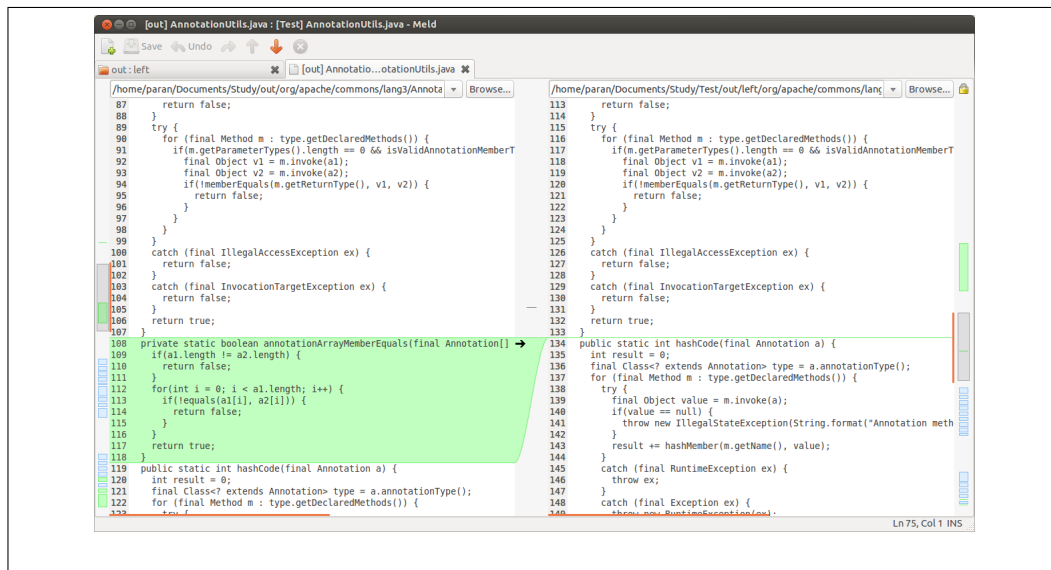 [out] AnnotationUtils.java : [Test] AnnotationUtils.java - Meld
Save Undo
out : left
[out] Annotatio…otationUtils.java
/home/paran/Documents/Study/out/org/apache/commons/lang3/Annota Browse...
87 return false;
88 }
89 try {
90 for (final Method m : type.getDeclaredMethods()) {
91 if(m.getParameterTypes().length == 0 && isValidAnnotationMemberT
92 final Object v1 = m.invoke(a1);
93 final Object v2 = m.invoke(a2);
94 if(!memberEquals(m.getReturnType(), v1, v2)) {
95 return false;
96 }
97 }
98 }
99 }
100 catch (final IllegalAccessException ex) {
101 return false;
102 }
103 catch (final InvocationTargetException ex) {
104 return false;
105 }
106 return true;
107 }
108 private static boolean annotationArrayMemberEquals(final Annotation[]
109 if(a1.length != a2.length) {
110 return false;
111 }
112 for(int i = 0; i < a1.length; i++) {
113 if(!equals(a1[i], a2[i])) {
114 return false;
115 }
116 }
117 return true;
118 }
119 public static int hashCode(final Annotation a) {
120 int result = 0;
121 final Class<? extends Annotation> type = a.annotationType();
122 for (final Method m : type.getDeclaredMethods()) {
123 try {
/home/paran/Documents/Study/Test/out/left/org/apache/commons/lang Browse...
113 return false;
114 }
115 try {
116 for (final Method m : type.getDeclaredMethods()) {
117 if(m.getParameterTypes().length == 0 && isValidAnnotationMemberT
118 final Object v1 = m.invoke(a1);
119 final Object v2 = m.invoke(a2);
120 if(!memberEquals(m.getReturnType(), v1, v2)) {
121 return false;
122 }
123 }
124 }
125 }
126 catch (final IllegalAccessException ex) {
127 return false;
128 }
129 catch (final InvocationTargetException ex) {
130 return false;
131 }
132 return true;
133 }
134 public static int hashCode(final Annotation a) {
135 int result = 0;
136 final Class<? extends Annotation> type = a.annotationType();
137 for (final Method m : type.getDeclaredMethods()) {
138 try {
139 final Object value = m.invoke(a);
140 if(value == null) {
141 throw new IllegalStateException(String.format("Annotation meth
142 }
143 result += hashMember(m.getName(), value);
144 }
145 catch (final RuntimeException ex) {
146 throw ex;
147 }
148 catch (final Exception ex) {
149 throw new RuntimeException(ex);
Ln 75, Col 1 INS